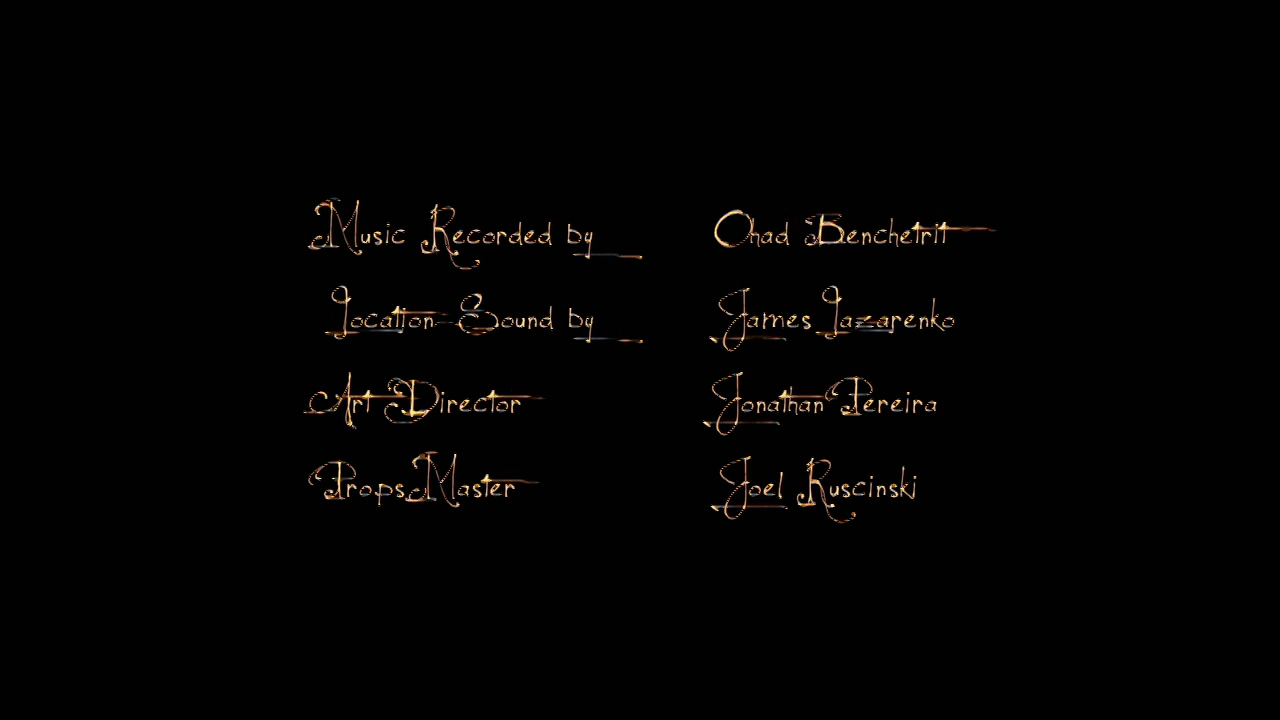 Music Recorded by Ohad Benchetrit
Location Sound by James Lazarenko
Art Director Jonathan Pereira
Props Master Joel Ruscinski